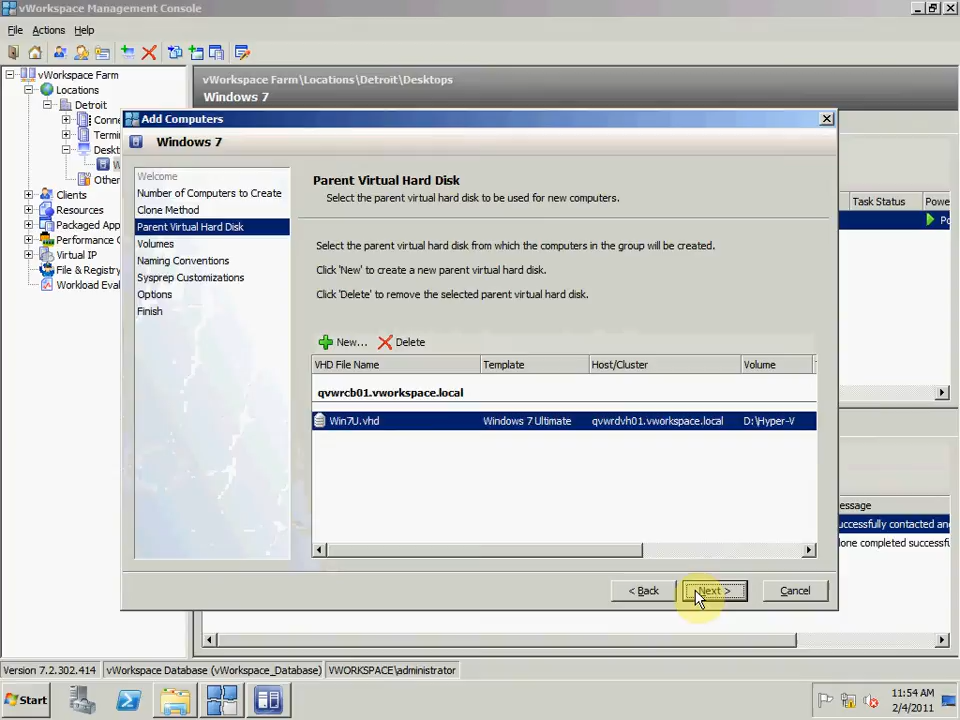 vWorkspace Management Console
File Actions Help
vWorkspace Farm
Locations
Detroit
Desktops
Clients
Resources
Packaged App
Performance
Virtual IP
File & Registry
Workload Eval
vWorkspace Farm\Locations\Detroit\Desktops
Windows 7
Add Computers
Windows 7
Welcome
Number of Computers to Create
Clone Method
Parent Virtual Hard Disk
Volumes
Naming Conventions
Sysprep Customizations
Options
Finish
Parent Virtual Hard Disk
Select the parent virtual hard disk to be used for new computers.
Select the parent virtual hard disk from which the computers in the group will be created.
Click 'New' to create a new parent virtual hard disk.
Click 'Delete' to remove the selected parent virtual hard disk.
New... Delete
VHD File Name Template Host/Cluster Volume
qvwrcb01.vworkspace.local
Win7U.vhd Windows 7 Ultimate qvwrdvh01.vworkspace.local D:\Hyper-V
< Back Next > Cancel
Task Status Powe
Po
essage
uccessfully contacted and
lone completed successfu
Version 7.2.302.414 vWorkspace Database (vWorkspace_Database) VWORKSPACE\administrator
Start
11:54 AM
2/4/2011